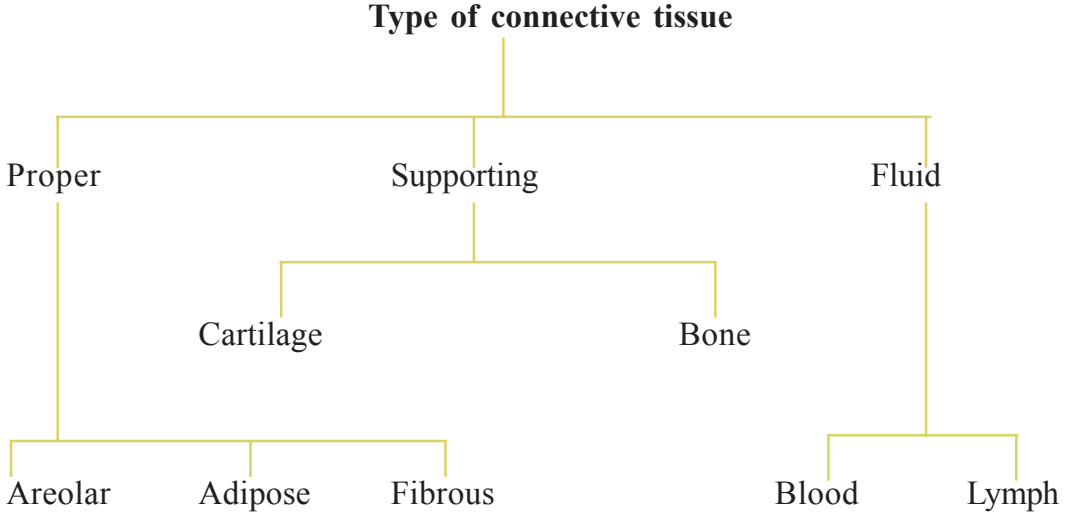 Type of connective tissue
Proper Supporting Fluid
Cartilage Bone
Areolar Adipose Fibrous Blood Lymph